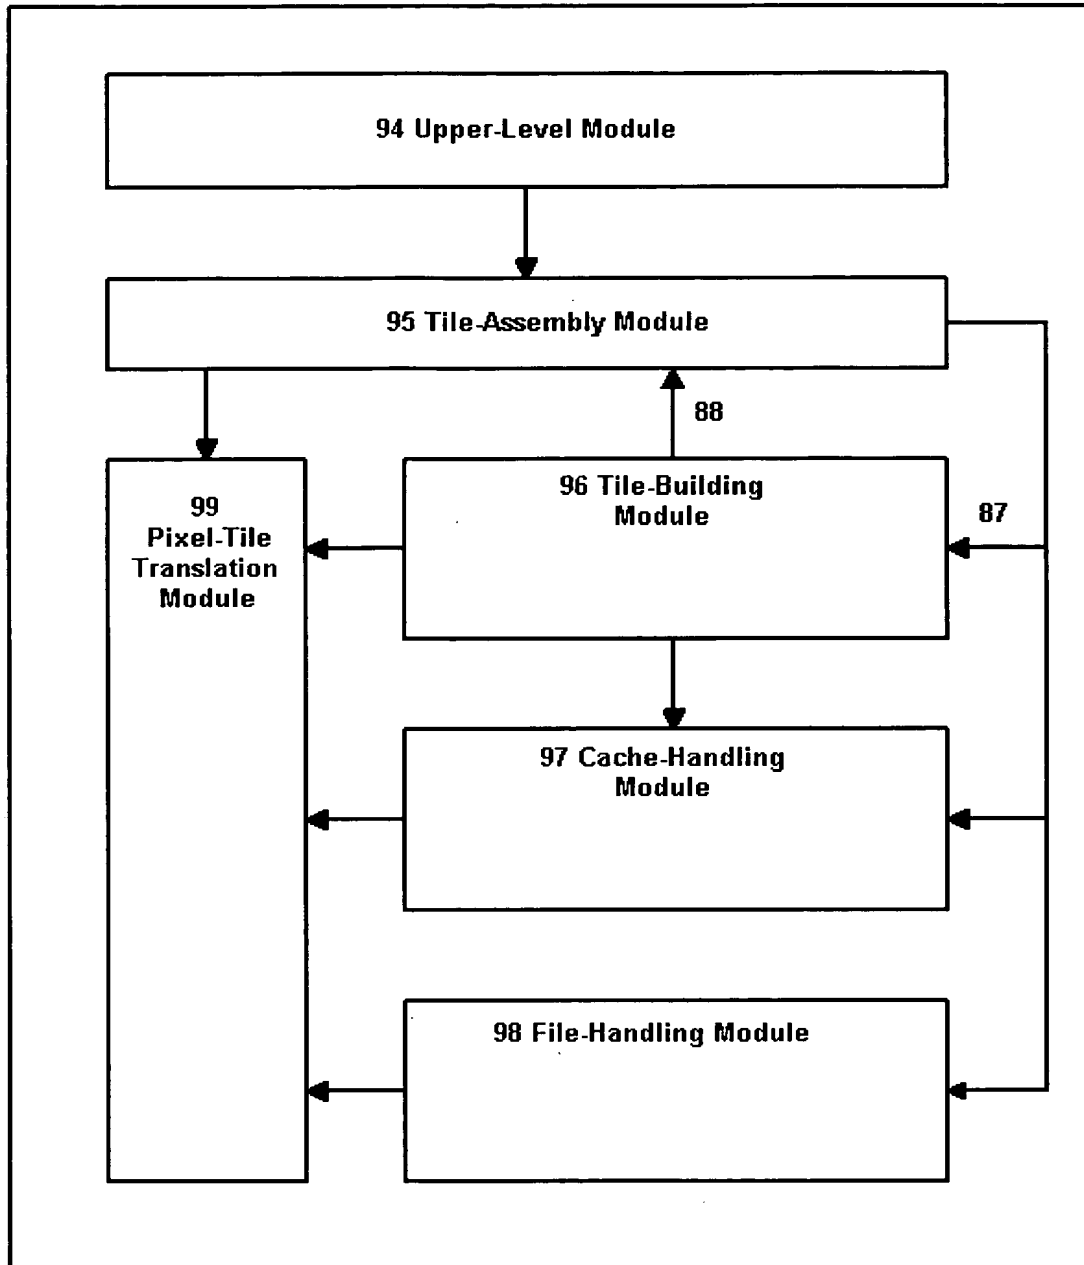 94 Upper-Level Module
95 Tile-Assembly Module
88
99
Pixel-Tile
Translation
Module
96 Tile-Building
Module
87
97 Cache-Handling
Module
98 File-Handling Module